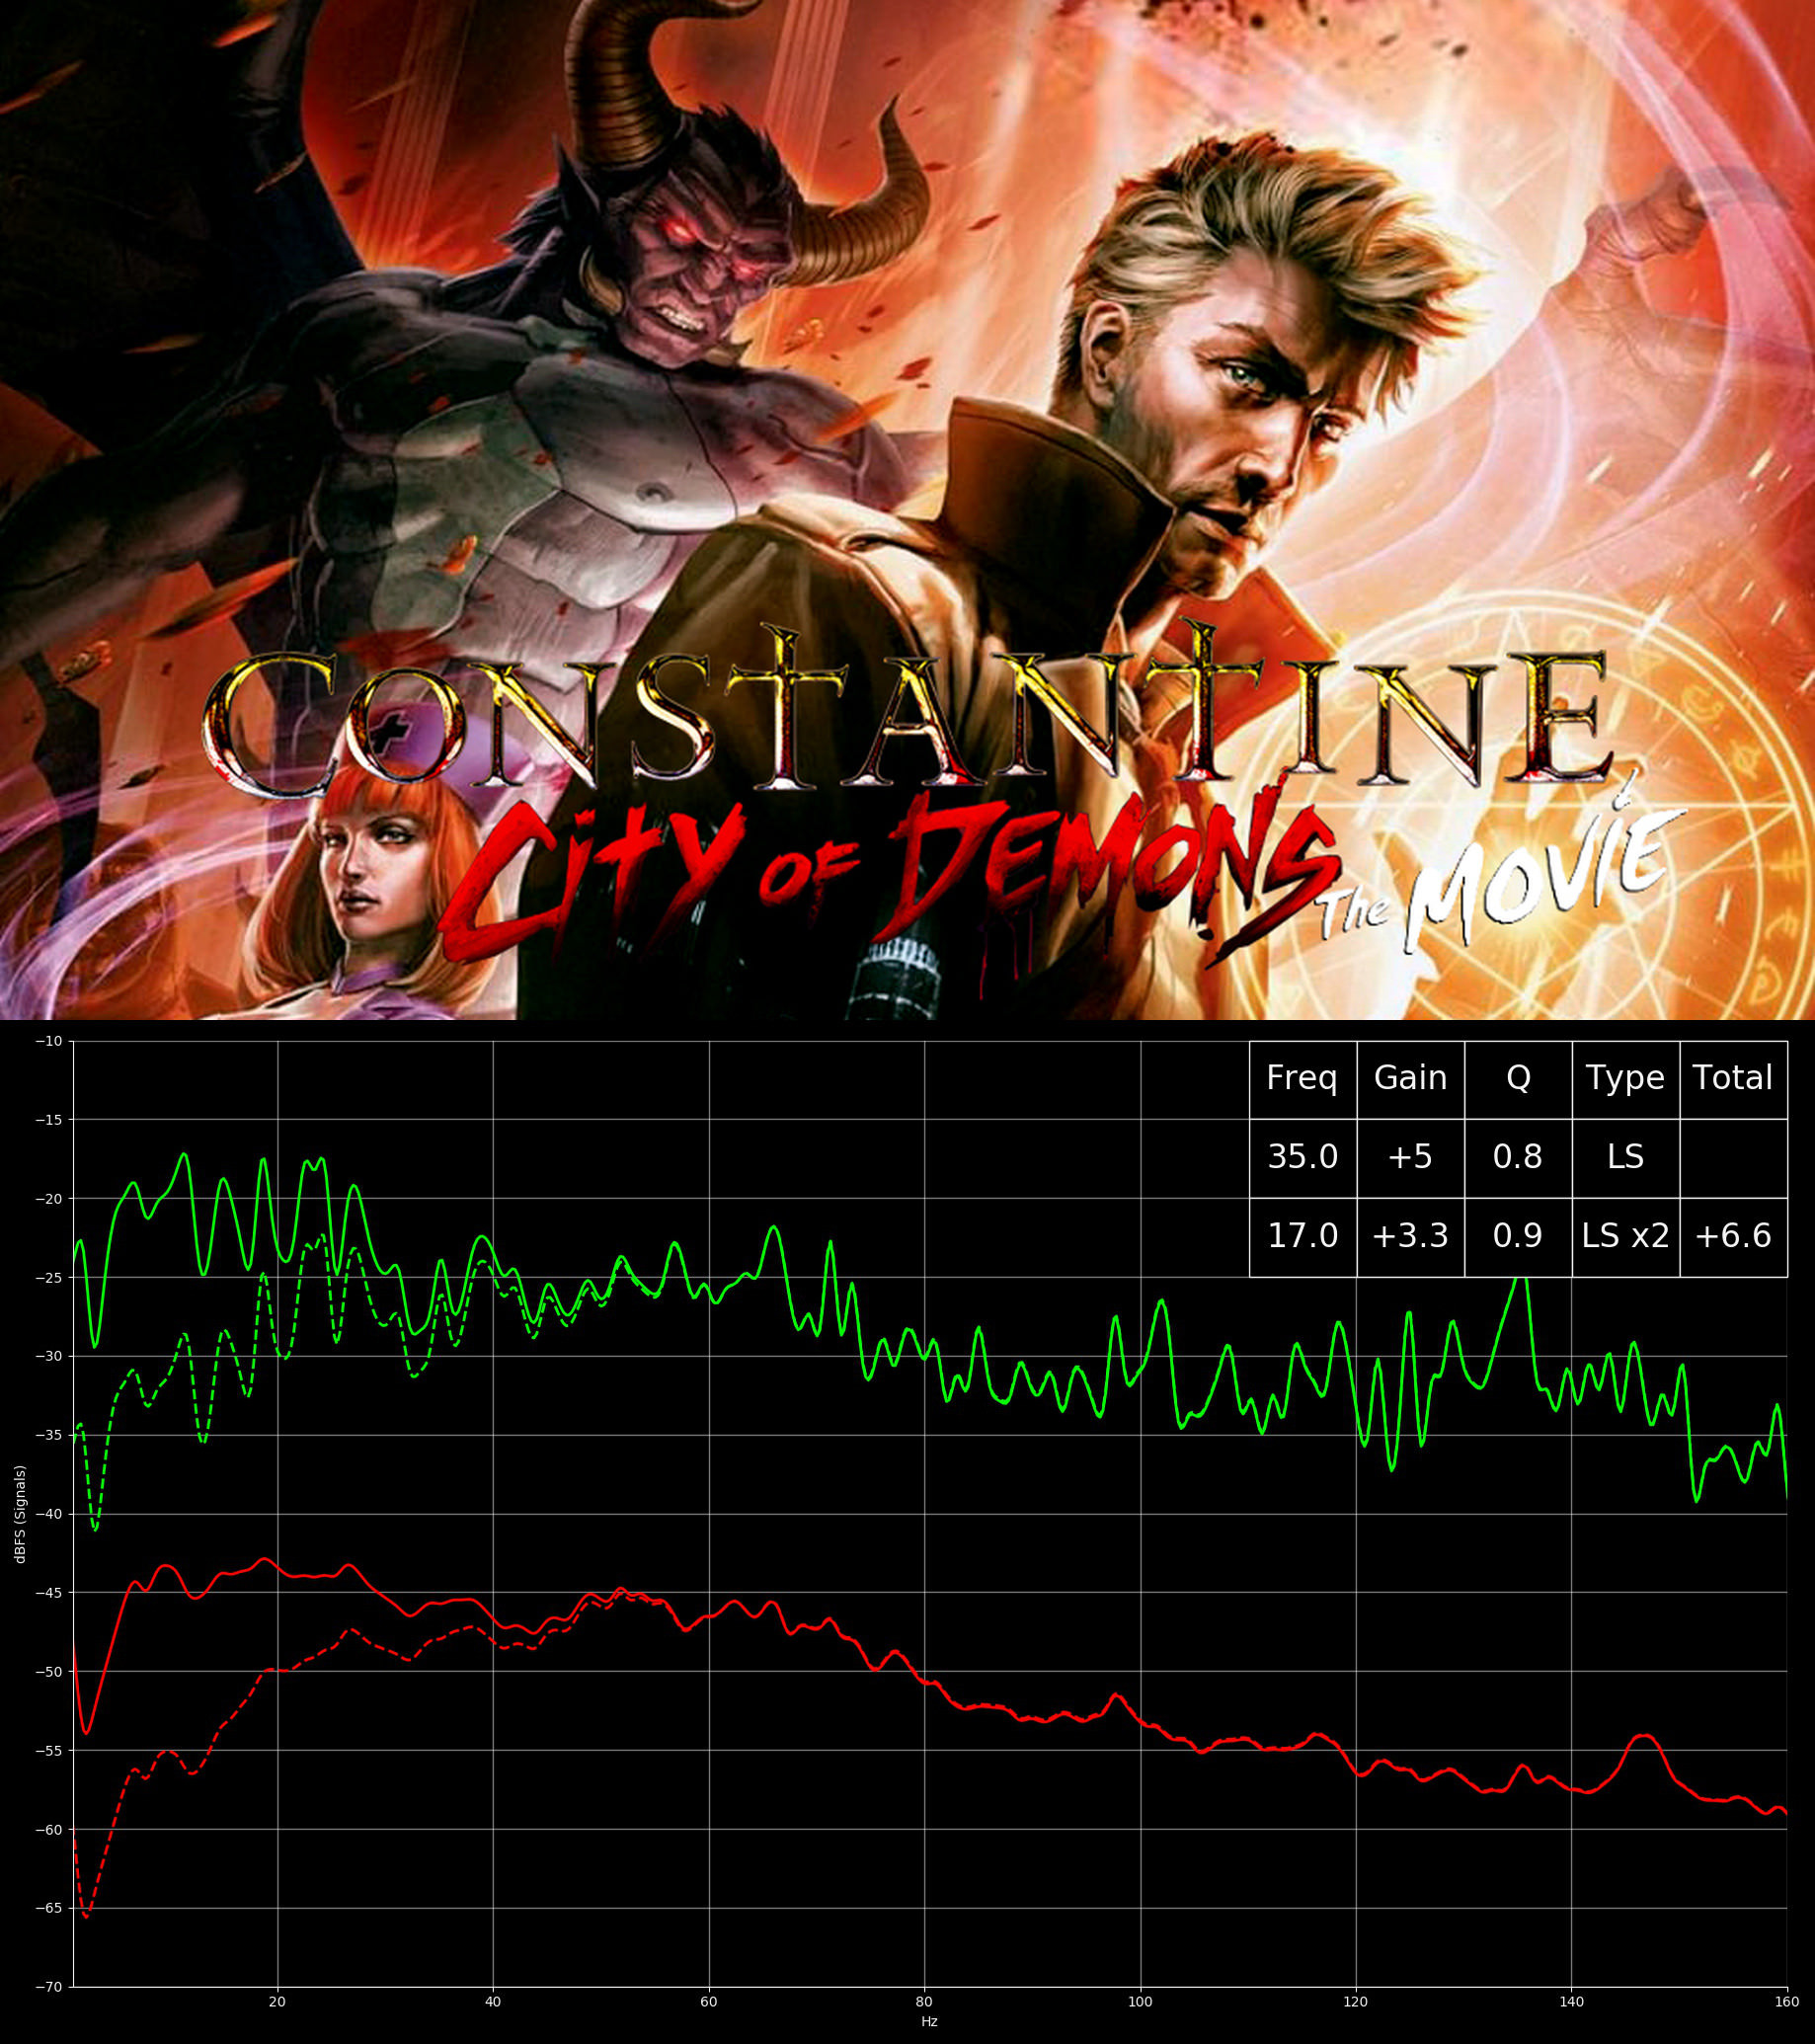 CONSTANTINE
CITY OF DEMONS The MOVIE
Freq Gain Q Type Total
35.0 +5 0.8 LS
17.0 +3.3 0.9 LS x2 +6.6
−10
−15
−20
−25
−30
−35
−40
−45
−50
−55
−60
−65
−70
dBFS (Signals)
20 40 60 80 100 120 140 160
Hz